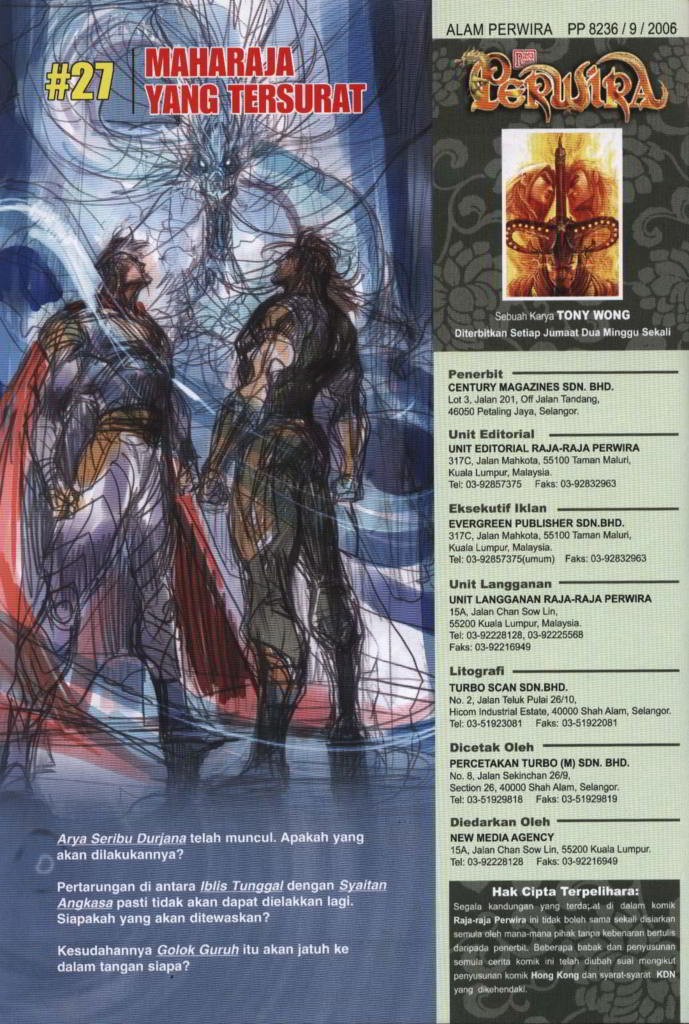 #27
MAHARAJA
YANG TERSURAT
Arya Seribu Durjana telah muncul. Apakah yang
akan dilakukannya?
Pertarungan di antara Iblis Tunggal dengan Syaitan
Angkasa pasti tidak akan dapat dielakkan lagi.
Siapakah yang akan ditewaskan?
Kesudahannya Golok Guruh itu akan jatuh ke
dalam tangan siapa?
ALAM PERWIRA PP 8236 / 9 / 2006
PERWIRA
Sebuah Karya TONY WONG
Diterbitkan Setiap Jumaat Dua Minggu Sekali
Penerbit
CENTURY MAGAZINES SDN. BHD.
Lot 3, Jalan 201, Off Jalan Tandang,
46050 Petaling Jaya, Selangor.
Unit Editorial
UNIT EDITORIAL RAJA-RAJA PERWIRA
317C, Jalan Mahkota, 55100 Taman Maluri,
Kuala Lumpur, Malaysia.
Tel: 03-92857375 Faks: 03-92832963
Eksekutif Iklan
EVERGREEN PUBLISHER SDN.BHD.
317C, Jalan Mahkota, 55100 Taman Maluri,
Kuala Lumpur, Malaysia.
Tel: 03-92857375(umum) Faks: 03-92832963
Unit Langganan
UNIT LANGGANAN RAJA-RAJA PERWIRA
15A, Jalan Chan Sow Lin,
55200 Kuala Lumpur, Malaysia.
Tel: 03-92228128, 03-92225568
Faks: 03-92216949
Litografi
TURBO SCAN SDN.BHD.
No. 2, Jalan Teluk Pulai 26/10,
Hicom Industrial Estate, 40000 Shah Alam, Selangor.
Tel: 03-51923081 Faks: 03-51922081
Dicetak Oleh
PERCETAKAN TURBO (M) SDN. BHD.
No. 8, Jalan Sekinchan 26/9,
Section 26, 40000 Shah Alam, Selangor.
Tel: 03-51929818 Faks: 03-51929819
Diedarkan Oleh
NEW MEDIA AGENCY
15A, Jalan Chan Sow Lin, 55200 Kuala Lumpur.
Tel: 03-92228128 Faks: 03-92216949
Hak Cipta Terpelihara:
Segala kandungan yang terdapat di dalam komik
Raja-raja Perwira ini tidak boleh sama sekali disiarkan
semula oleh mana-mana pihak tanpa kebenaran bertulis
daripada penerbit. Beberapa babak dan penyusunan
semula cerita komik ini telah diubah suai mengikut
penyusunan komik Hong Kong dan syarat-syarat KDN
yang dikehendaki.